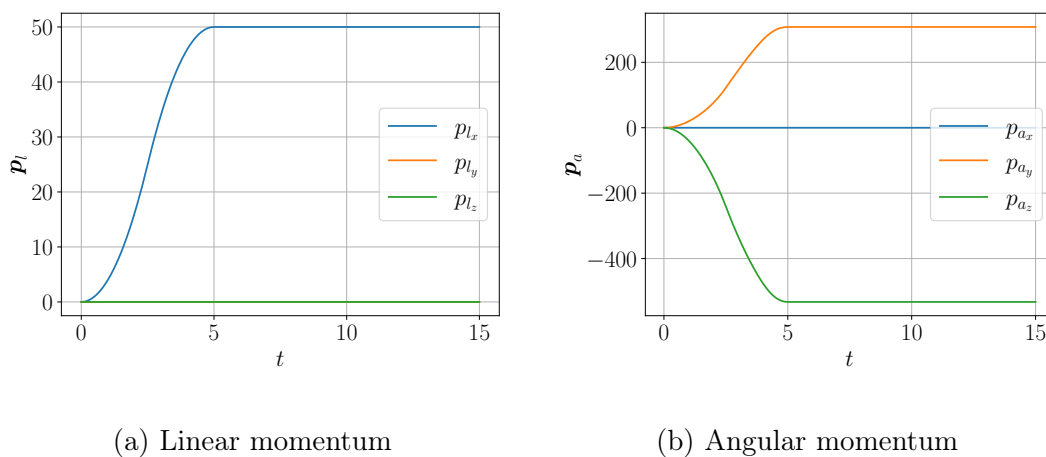 50
40
30
20
10
0
0 5 10 15
p_l
t
p_{l_x}
p_{l_y}
p_{l_z}
(a) Linear momentum
200
0
−200
−400
0 5 10 15
p_a
t
p_{a_x}
p_{a_y}
p_{a_z}
(b) Angular momentum